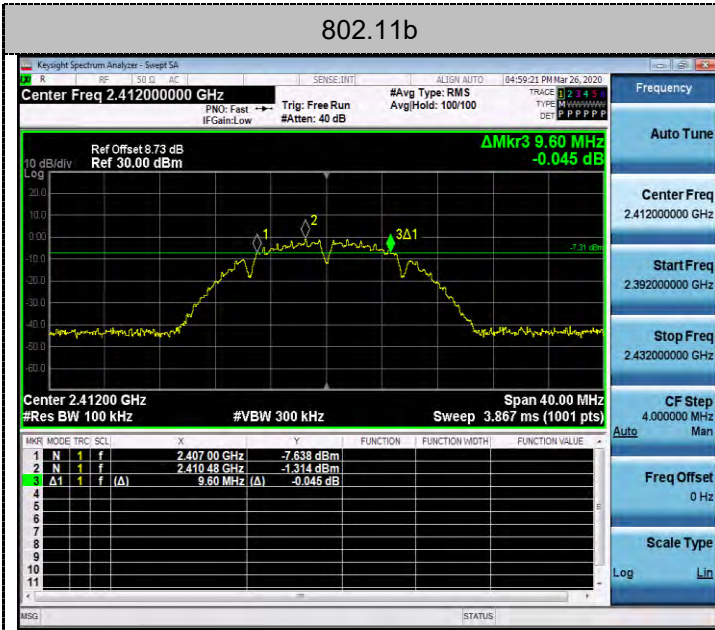 802.11b
Keysight Spectrum Analyzer - Swept SA
R RF 50 Ω AC SENSE:INT ALIGN AUTO 04:59:21 PM Mar 26, 2020
Center Freq 2.412000000 GHz
PNO: Fast
IFGain:Low
Trig: Free Run
#Atten: 40 dB
#Avg Type: RMS
Avg|Hold: 100/100
TRACE 1 2 3 4 5 6
TYPE M WWWWW
DET P P P P P P
Ref Offset 8.73 dB
10 dB/div Ref 30.00 dBm
Log
ΔMkr3 9.60 MHz
-0.045 dB
20.0
10.0
0.00
-10.0
-20.0
-30.0
-40.0
-50.0
-60.0
1
2
3Δ1
-7.31 dBm
Center 2.41200 GHz Span 40.00 MHz
#Res BW 100 kHz #VBW 300 kHz Sweep 3.867 ms (1001 pts)
MKR MODE TRC SCL X Y FUNCTION FUNCTION WIDTH FUNCTION VALUE
1 N 1 f 2.407 00 GHz -7.638 dBm
2 N 1 f 2.410 48 GHz -1.314 dBm
3 Δ1 1 f (Δ) 9.60 MHz (Δ) -0.045 dB
4
5
6
7
8
9
10
11
MSG STATUS
Frequency
Auto Tune
Center Freq
2.412000000 GHz
Start Freq
2.392000000 GHz
Stop Freq
2.432000000 GHz
CF Step
4.000000 MHz
Auto Man
Freq Offset
0 Hz
Scale Type
Log Lin